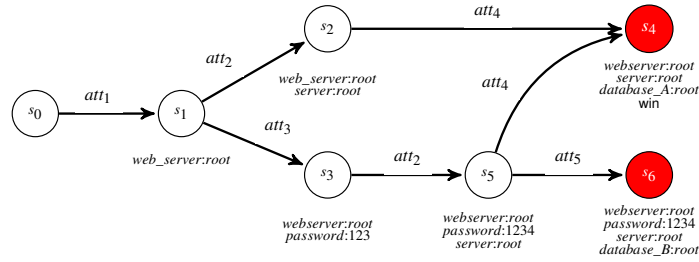 s0
att1
s1
web_server:root
att2
s2
web_server:root
server:root
att4
s4
webserver:root
server:root
database_A:root
win
att3
s3
webserver:root
password:123
att2
s5
webserver:root
password:1234
server:root
att4
att5
s6
webserver:root
password:1234
server:root
database_B:root